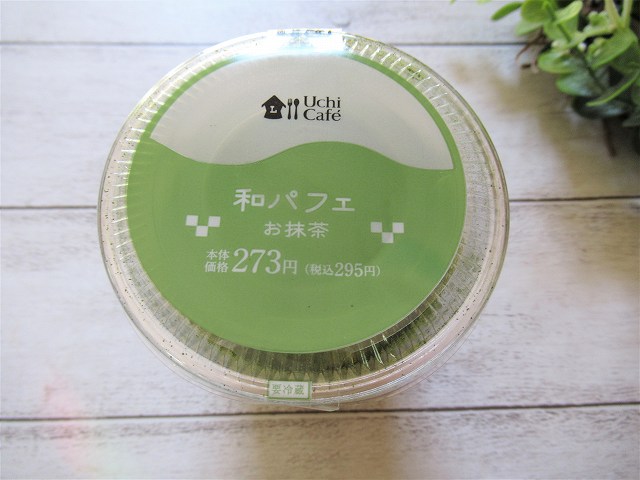 Uchi
Café
L
和パフェ
お抹茶
本体
価格 273円 (税込295円)
要冷蔵